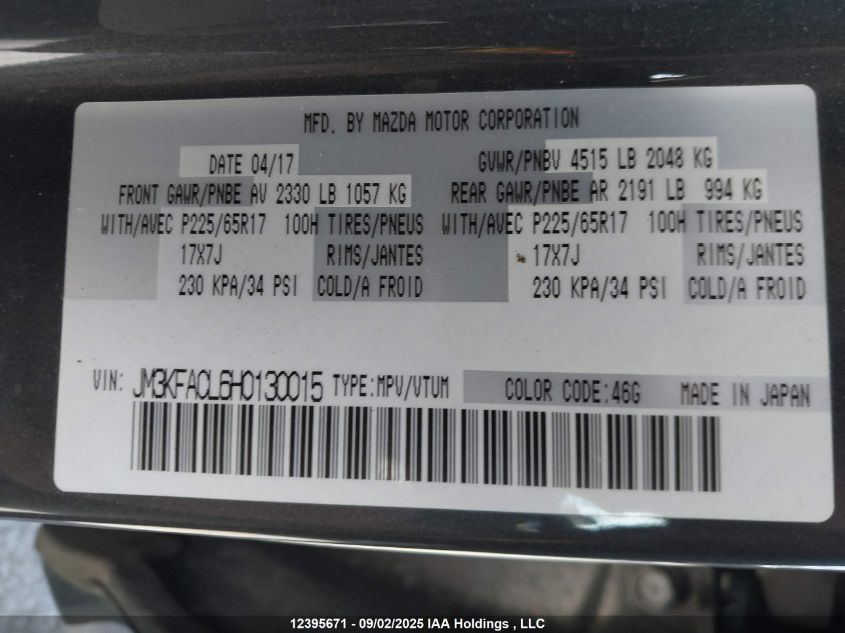 MFD. BY MAZDA MOTOR CORPORATION
DATE 04/17 GVWR/PNBV 4515 LB 2048 KG
FRONT GAWR/PNBE AV 2330 LB 1057 KG REAR GAWR/PNBE AR 2191 LB 994 KG
WITH/AVEC P225/65R17 100H TIRES/PNEUS WITH/AVEC P225/65R17 100H TIRES/PNEUS
17X7J RIMS/JANTES 17X7J RIMS/JANTES
230 KPA/34 PSI COLD/A FROID 230 KPA/34 PSI COLD/A FROID
VIN: JM3KFACL6H0130015 TYPE:MPV/VTUM COLOR CODE:46G MADE IN JAPAN
12395671 - 09/02/2025 IAA Holdings , LLC